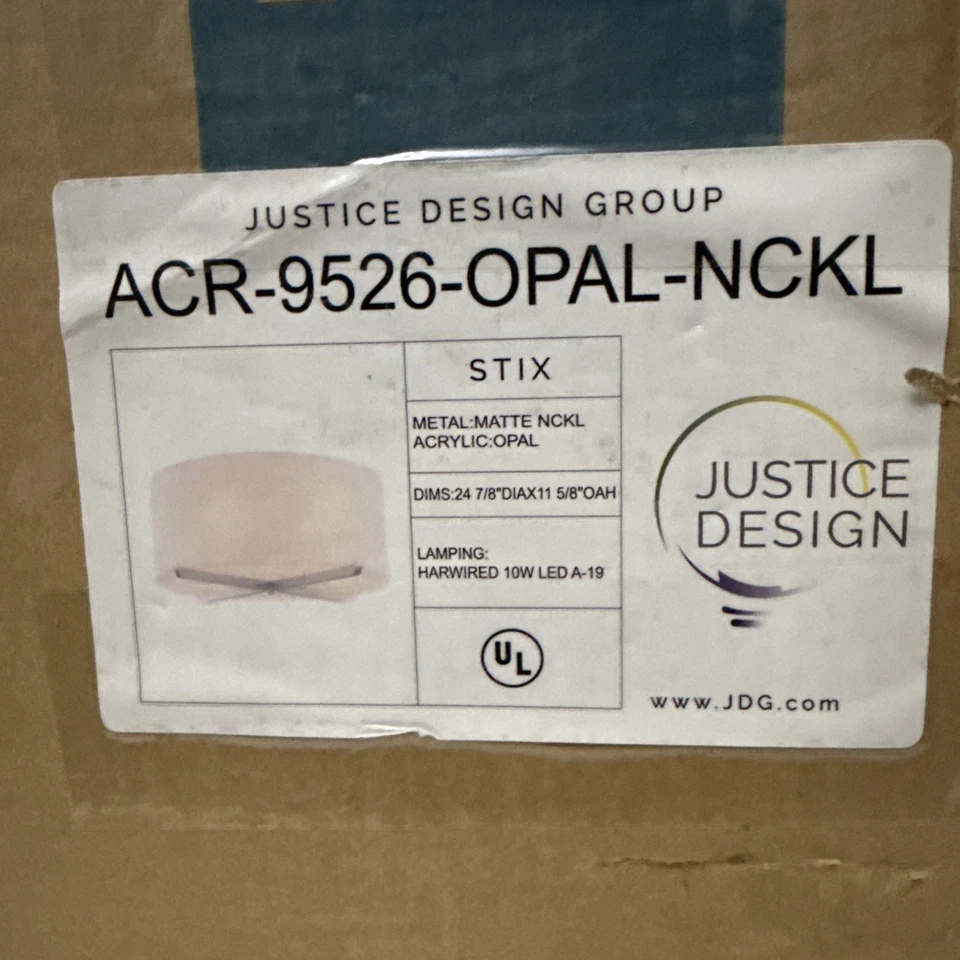 JUSTICE DESIGN GROUP
ACR-9526-OPAL-NCKL
STIX
METAL:MATTE NCKL
ACRYLIC:OPAL
DIMS:24 7/8"DIAX11 5/8"OAH
LAMPING:
HARWIRED 10W LED A-19
UL
JUSTICE
DESIGN
www.JDG.com